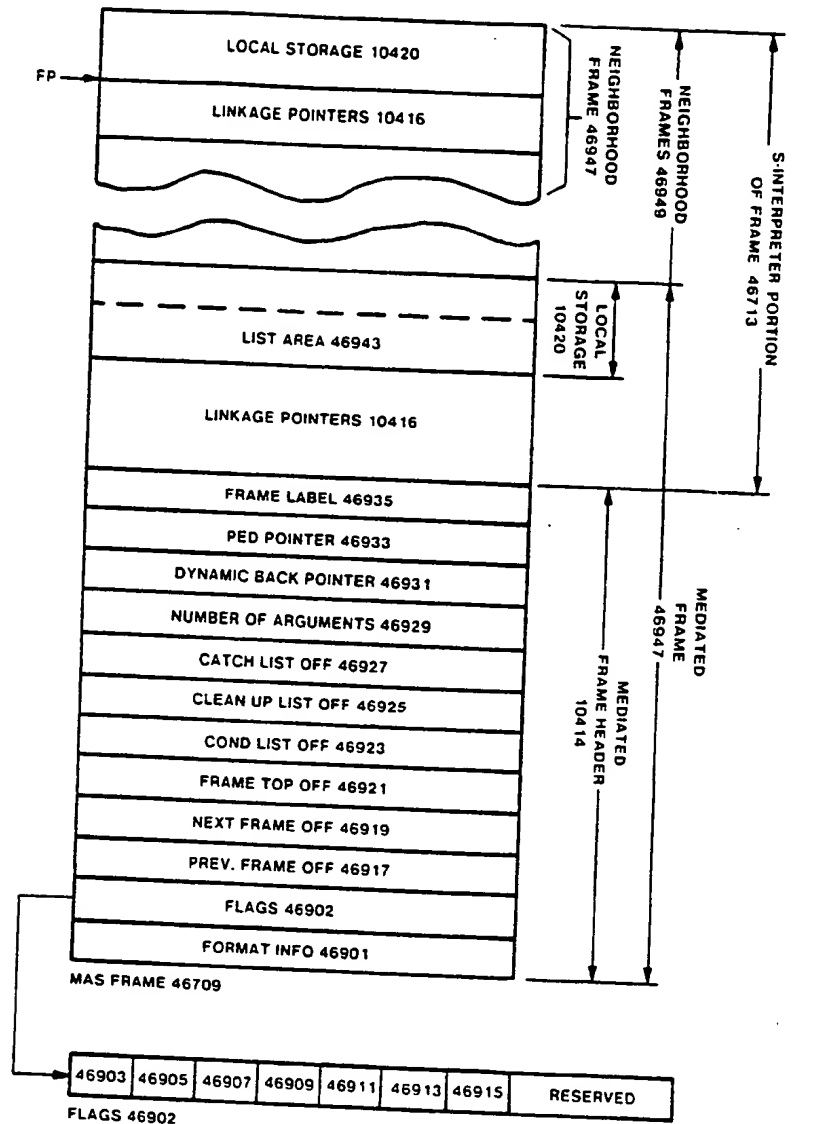 LOCAL STORAGE 10420
FP
LINKAGE POINTERS 10416
NEIGHBORHOOD
FRAME 46947
NEIGHBORHOOD
FRAMES 46949
S-INTERPRETER PORTION
OF FRAME 46713
LOCAL
STORAGE
10420
LIST AREA 46943
LINKAGE POINTERS 10416
FRAME LABEL 46935
PED POINTER 46933
DYNAMIC BACK POINTER 46931
NUMBER OF ARGUMENTS 46929
CATCH LIST OFF 46927
CLEAN UP LIST OFF 46925
COND LIST OFF 46923
FRAME TOP OFF 46921
NEXT FRAME OFF 46919
PREV. FRAME OFF 46917
FLAGS 46902
FORMAT INFO 46901
MEDIATED
FRAME
46947
MEDIATED
FRAME HEADER
10414
MAS FRAME 46709
46903 46905 46907 46909 46911 46913 46915 RESERVED
FLAGS 46902